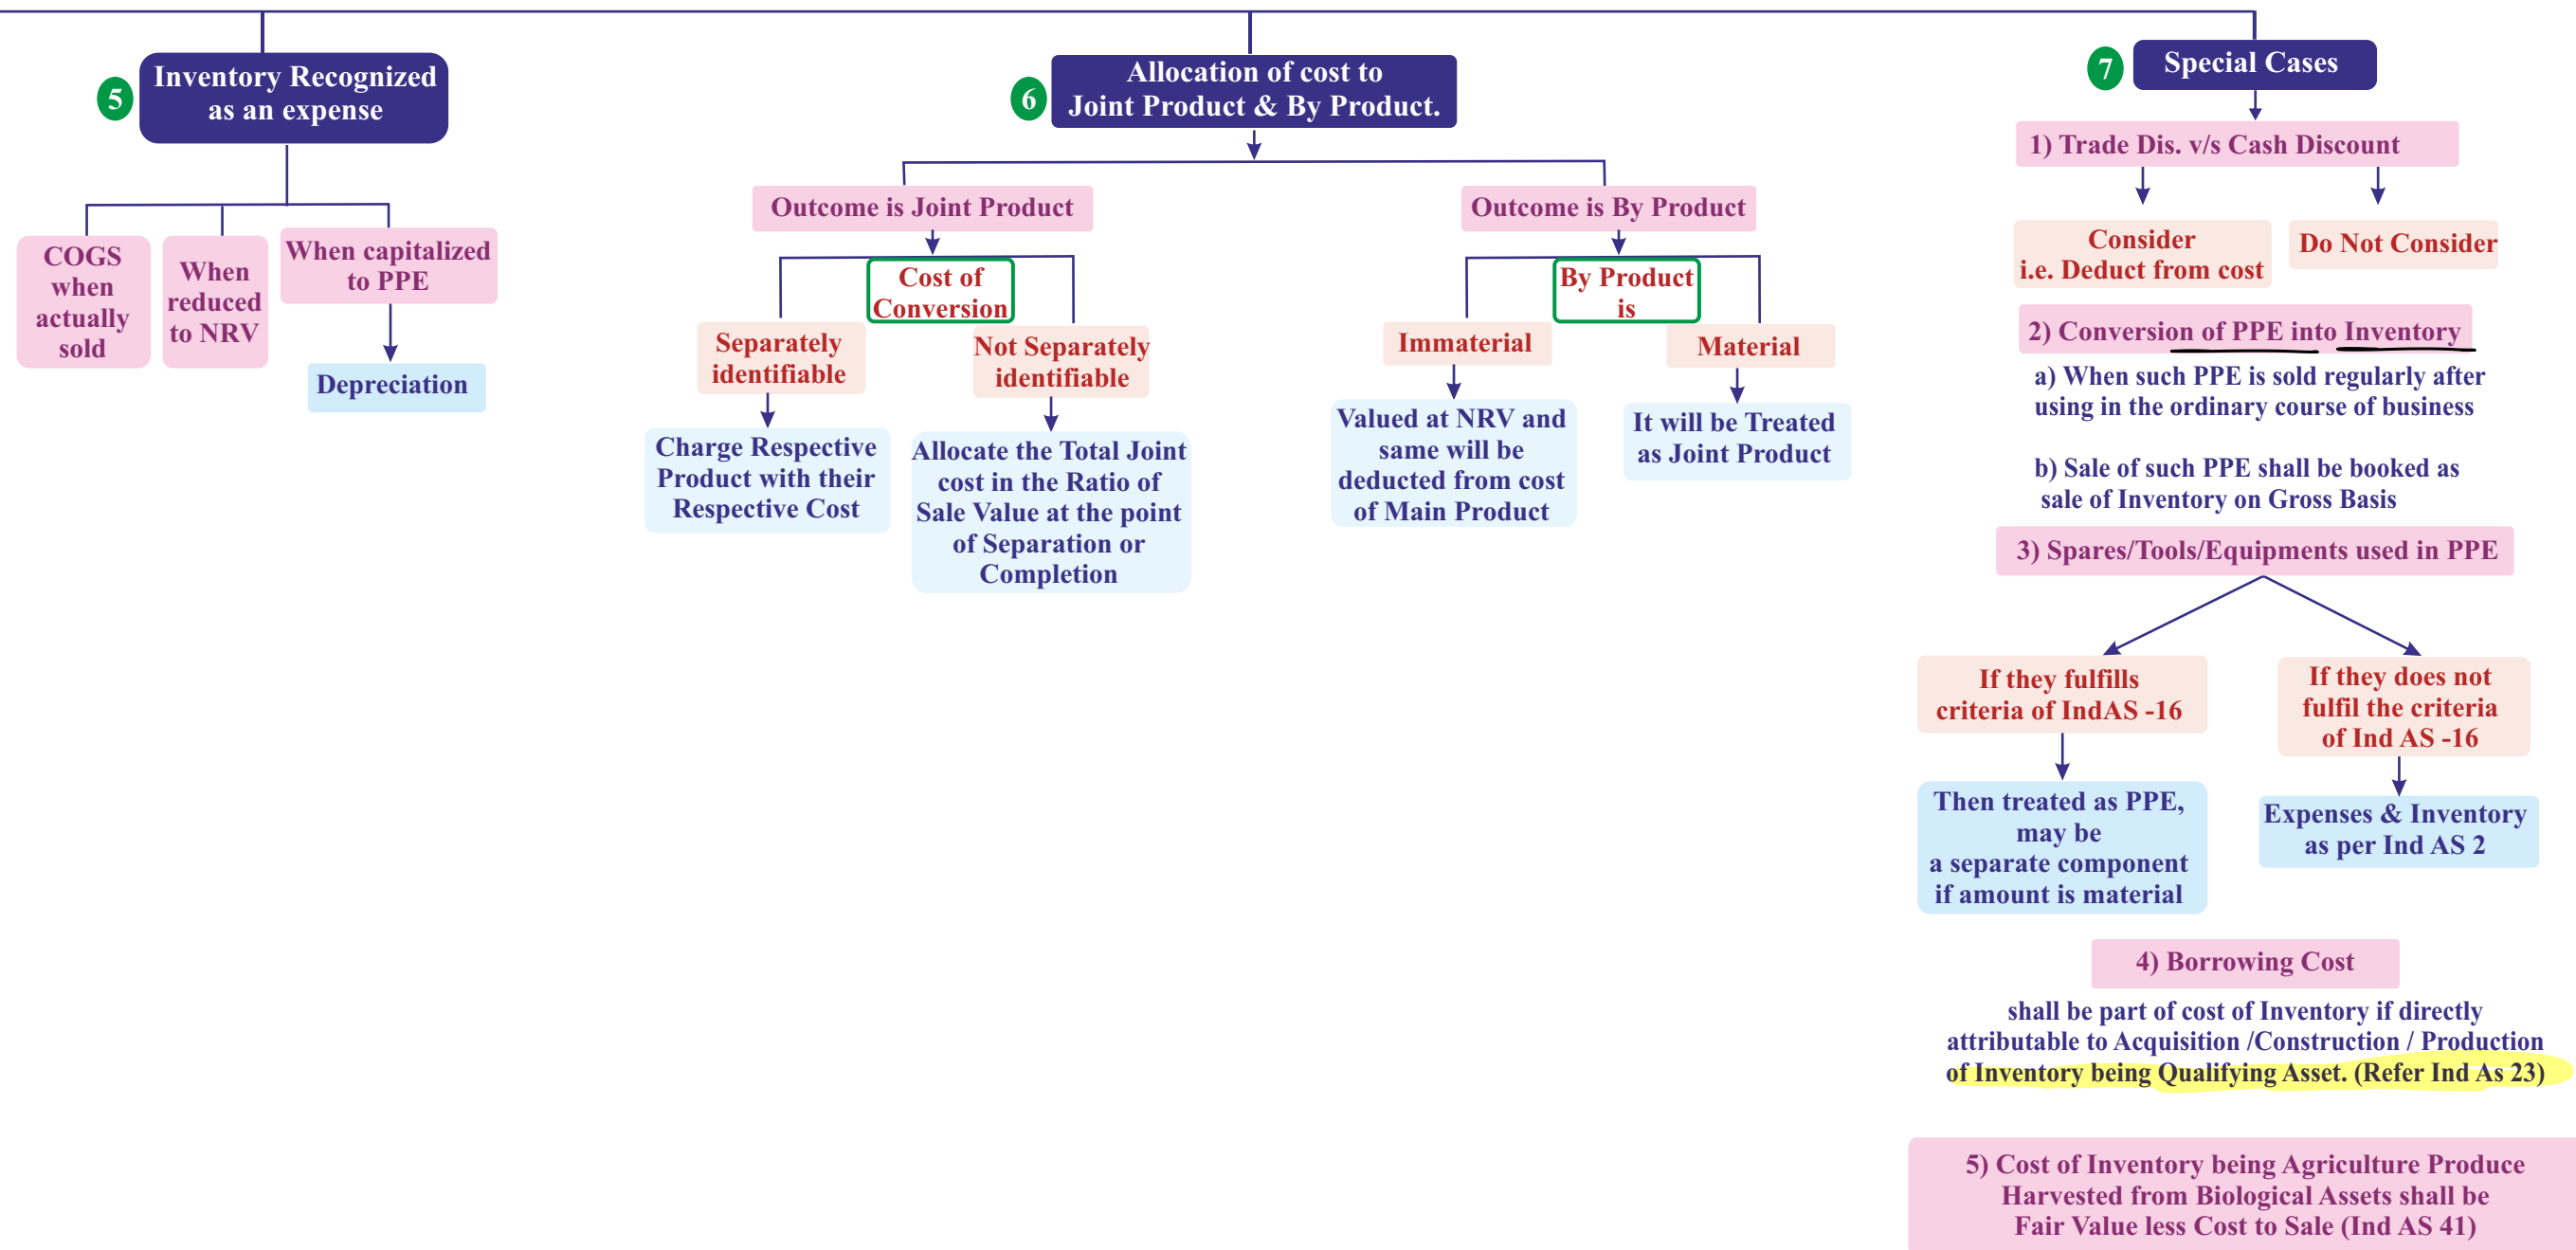 5
Inventory Recognized
as an expense
COGS
when
actually
sold
When
reduced
to NRV
When capitalized
to PPE
Depreciation
6
Allocation of cost to
Joint Product & By Product.
Outcome is Joint Product
Cost of
Conversion
Separately
identifiable
Charge Respective
Product with their
Respective Cost
Not Separately
identifiable
Allocate the Total Joint
cost in the Ratio of
Sale Value at the point
of Separation or
Completion
Outcome is By Product
By Product
is
Immaterial
Valued at NRV and
same will be
deducted from cost
of Main Product
Material
It will be Treated
as Joint Product
7
Special Cases
1) Trade Dis. v/s Cash Discount
Consider
i.e. Deduct from cost
Do Not Consider
2) Conversion of PPE into Inventory
a) When such PPE is sold regularly after
using in the ordinary course of business
b) Sale of such PPE shall be booked as
sale of Inventory on Gross Basis
3) Spares/Tools/Equipments used in PPE
If they fulfills
criteria of IndAS -16
Then treated as PPE,
may be
a separate component
if amount is material
If they does not
fulfil the criteria
of Ind AS -16
Expenses & Inventory
as per Ind AS 2
4) Borrowing Cost
shall be part of cost of Inventory if directly
attributable to Acquisition /Construction / Production
of Inventory being Qualifying Asset. (Refer Ind As 23)
5) Cost of Inventory being Agriculture Produce
Harvested from Biological Assets shall be
Fair Value less Cost to Sale (Ind AS 41)